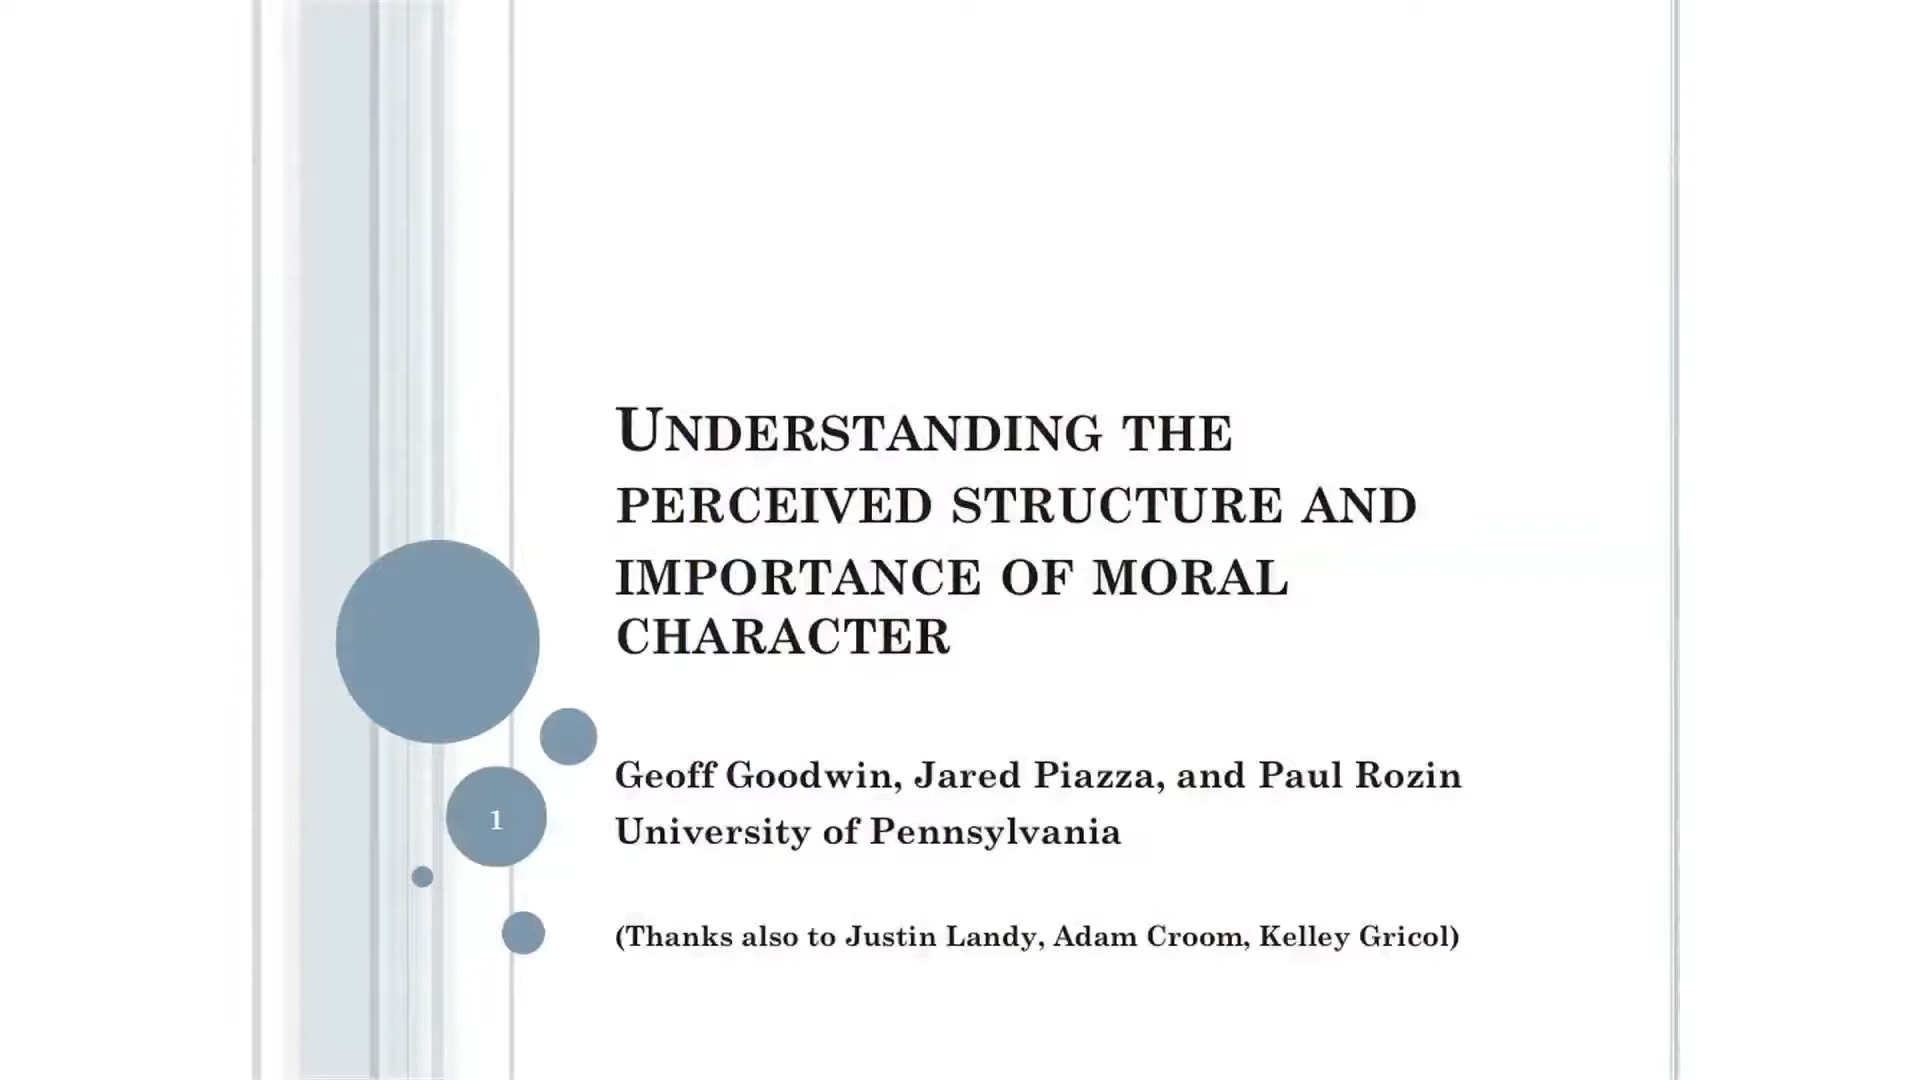 UNDERSTANDING THE
PERCEIVED STRUCTURE AND
IMPORTANCE OF MORAL
CHARACTER
Geoff Goodwin, Jared Piazza, and Paul Rozin
University of Pennsylvania
1
(Thanks also to Justin Landy, Adam Croom, Kelley Gricol)